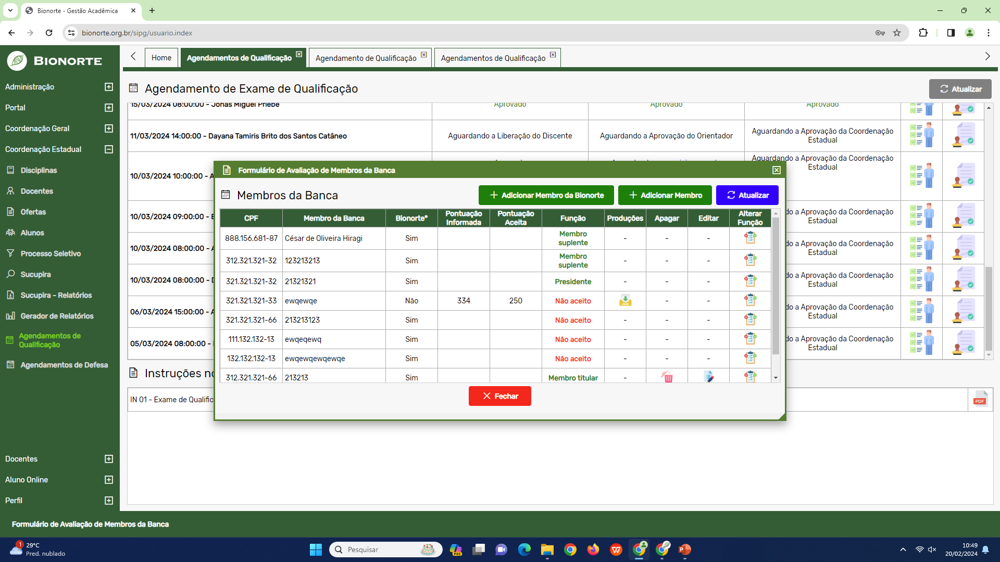 Bionorte - Gestão Acadêmica
bionorte.org.br/sipg/usuario.index
BIONORTE
Home
Agendamentos de Qualificação
Agendamento de Qualificação
Agendamentos de Qualificação
Administração
Portal
Coordenação Geral
Coordenação Estadual
Disciplinas
Docentes
Ofertas
Alunos
Processo Seletivo
Sucupira
Sucupira - Relatórios
Gerador de Relatórios
Agendamentos de
Qualificação
Agendamentos de Defesa
Docentes
Aluno Online
Perfil
Agendamento de Exame de Qualificação
Atualizar
15/03/2024 08:00:00 - Jonas Miguel Priebe
Aprovado
Aprovado
Aprovado
11/03/2024 14:00:00 - Dayana Tamiris Brito dos Santos Catâneo
Aguardando a Liberação do Discente
Aguardando a Aprovação do Orientador
Aguardando a Aprovação da Coordenação
Estadual
10/03/2024 10:00:00 - A
Aguardando a Aprovação da Coordenação
Estadual
10/03/2024 09:00:00 -
do a Aprovação da Coordenação
Estadual
10/03/2024 08:00:00 - A
do a Aprovação da Coordenação
Estadual
10/03/2024 08:00:00 -
do a Aprovação da Coordenação
Estadual
06/03/2024 15:00:00 - A
do a Aprovação da Coordenação
Estadual
05/03/2024 08:00:00 -
do a Aprovação da Coordenação
Estadual
Instruções no
IN 01 - Exame de Qualific
PDF
Formulário de Avaliação de Membros da Banca
Membros da Banca
Adicionar Membro da Bionorte
Adicionar Membro
Atualizar
CPF Membro da Banca Bionorte* Pontuação Informada Pontuação Aceita Função Produções Apagar Editar Alterar Função
888.156.681-87 César de Oliveira Hiragi Sim Membro suplente - - -
312.321.321-32 123213213 Sim Membro suplente - - -
321.321.321-32 21321321 Sim Presidente - - -
321.321.321-33 ewqewqe Não 334 250 Não aceito - -
321.321.321-66 213213123 Sim Não aceito - - -
111.132.132-13 ewqeqewq Sim Não aceito - - -
132.132.132-13 ewqewqewqewqe Sim Não aceito - - -
312.321.321-66 213213 Sim Membro titular -
Fechar
Formulário de Avaliação de Membros da Banca
1
29°C
Pred. nublado
Pesquisar
PRE
10:49
20/02/2024